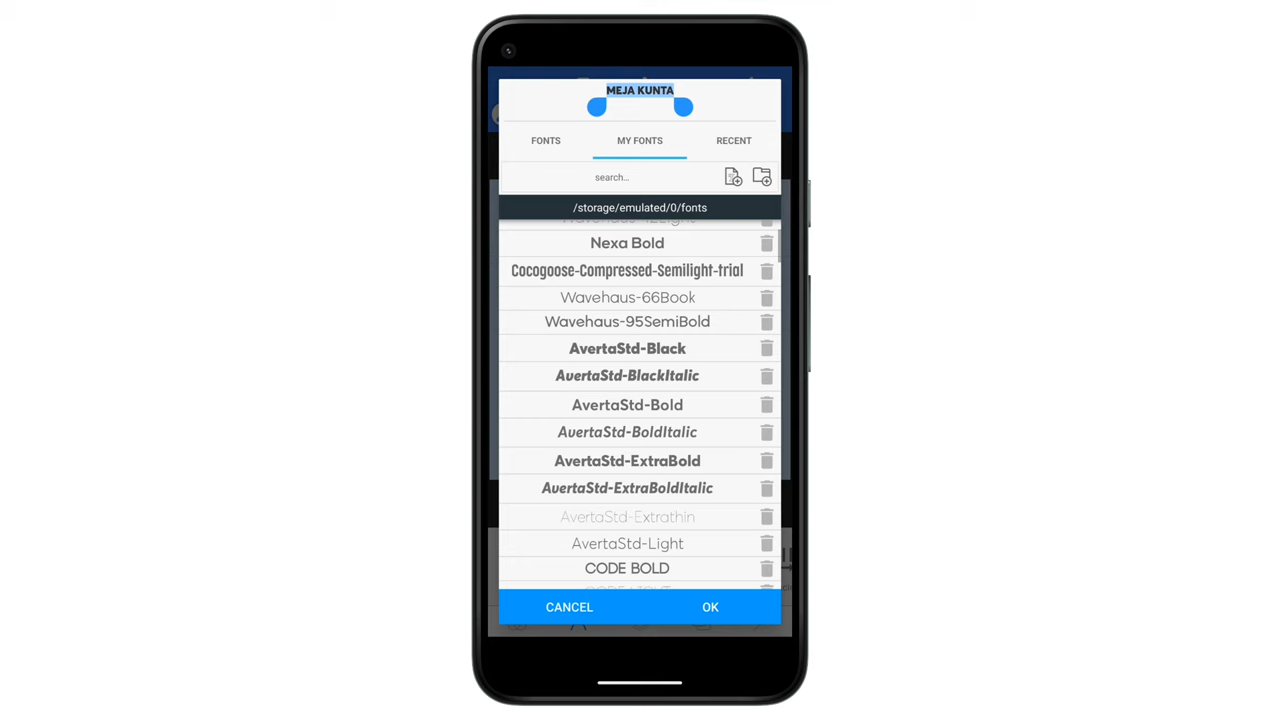 MEJA KUNTA
FONTS MY FONTS RECENT
search...
/storage/emulated/0/fonts
Nexa Bold
Cocogoose-Compressed-Semilight-trial
Wavehaus-66Book
Wavehaus-95SemiBold
AvertaStd-Black
AvertaStd-BlackItalic
AvertaStd-Bold
AvertaStd-BoldItalic
AvertaStd-ExtraBold
AvertaStd-ExtraBoldItalic
AvertaStd-Extrathin
AvertaStd-Light
CODE BOLD
CANCEL OK